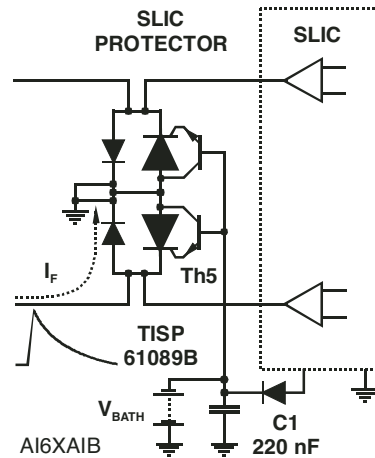 SLIC
PROTECTOR
SLIC
I_F
Th5
TISP
61089B
V_BATH
C1
220 nF
AI6XAIB